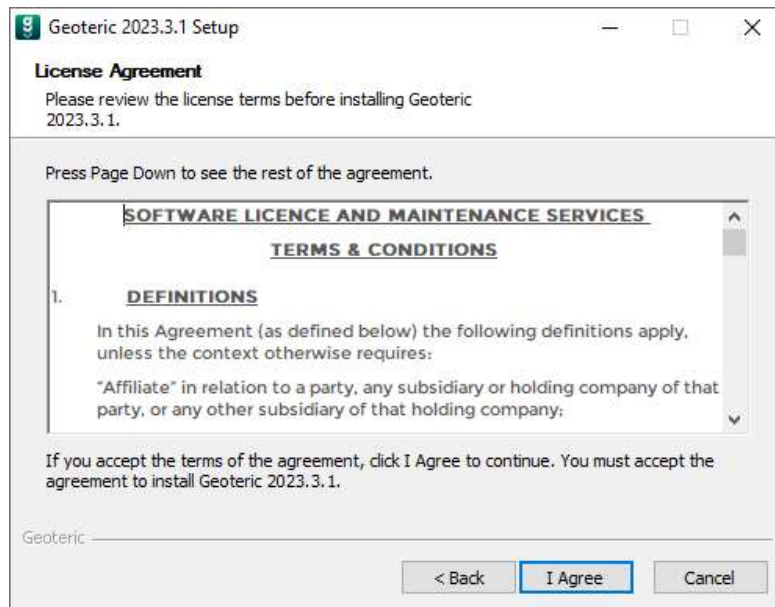 Geoteric 2023.3.1 Setup
License Agreement
Please review the license terms before installing Geoteric
2023.3.1.
Press Page Down to see the rest of the agreement.
SOFTWARE LICENCE AND MAINTENANCE SERVICES
TERMS & CONDITIONS
1. DEFINITIONS
In this Agreement (as defined below) the following definitions apply,
unless the context otherwise requires:
"Affiliate" in relation to a party, any subsidiary or holding company of that
party, or any other subsidiary of that holding company;
If you accept the terms of the agreement, click I Agree to continue. You must accept the
agreement to install Geoteric 2023.3.1.
Geoteric
< Back I Agree Cancel